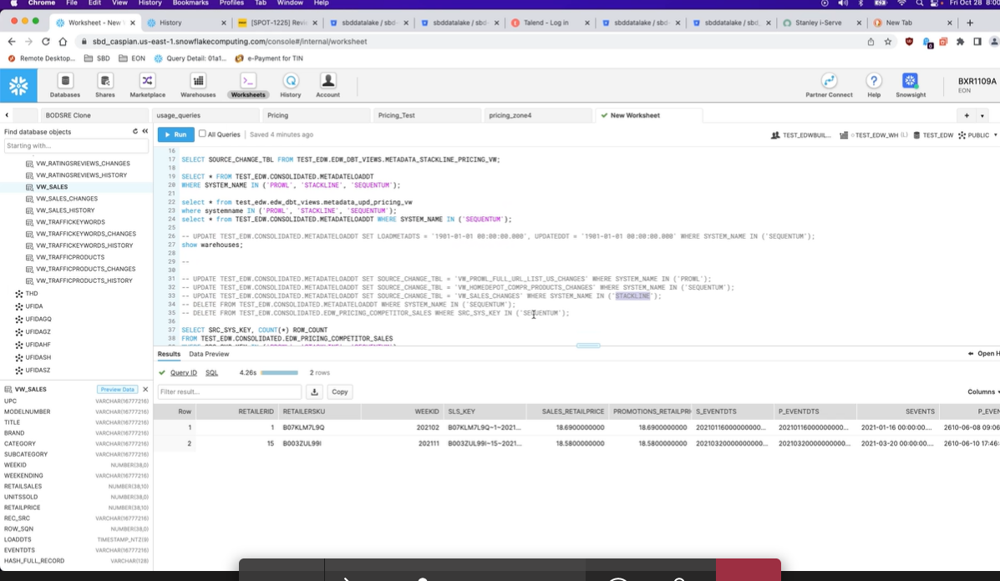 Chrome File Edit View History Bookmarks Profiles Tab Window Help Fri Oct 28 8:00
Worksheet - New History [SPOT-1225] Revi sbddatalake / sbd- sbddatalake / sbd- Talend - Log in sbddatalake / sbd- sbddatalake / sbd_ Stanley i-Serve New Tab
sbd_caspian.us-east-1.snowflakecomputing.com/console#/internal/worksheet
Remote Desktop... SBD EON Query Detail: 01a1... e-Payment for TIN
Databases Shares Marketplace Warehouses Worksheets History Account Partner Connect Help Snowsight
BXR1109A
EON
BODSRE Clone usage_queries Pricing Pricing_Test pricing_zone4 New Worksheet
Find database objects
Starting with...
Run All Queries Saved 4 minutes ago TEST_EDWBUIL... TEST_EDW_WH (L) TEST_EDW PUBLIC
VW_RATINGSREVIEWS_CHANGES
VW_RATINGSREVIEWS_HISTORY
VW_SALES
VW_SALES_CHANGES
VW_SALES_HISTORY
VW_TRAFFICKEYWORDS
VW_TRAFFICKEYWORDS_CHANGES
VW_TRAFFICKEYWORDS_HISTORY
VW_TRAFFICPRODUCTS
VW_TRAFFICPRODUCTS_CHANGES
VW_TRAFFICPRODUCTS_HISTORY
THD
UFIDA
UFIDAGQ
UFIDAGZ
UFIDAHF
UFIDASH
UFIDASZ
16
17 SELECT SOURCE_CHANGE_TBL FROM TEST_EDW.EDW_DBT_VIEWS.METADATA_STACKLINE_PRICING_VW;
18
19 SELECT * FROM TEST_EDW.CONSOLIDATED.METADATELOADDT
20 WHERE SYSTEM_NAME IN ('PROWL', 'STACKLINE', 'SEQUENTUM');
21
22 select * from test_edw.edw_dbt_views.metadata_upd_pricing_vw
23 where systemname IN ('PROWL', 'STACKLINE', 'SEQUENTUM');
24 select * from TEST_EDW.CONSOLIDATED.METADATELOADDT WHERE SYSTEM_NAME IN ('SEQUENTUM');
25
26 -- UPDATE TEST_EDW.CONSOLIDATED.METADATELOADDT SET LOADMETADTS = '1901-01-01 00:00:00.000', UPDATEDDT = '1901-01-01 00:00:00.000' WHERE SYSTEM_NAME IN ('SEQUENTUM');
27 show warehouses;
28
29 --
30
31 -- UPDATE TEST_EDW.CONSOLIDATED.METADATELOADDT SET SOURCE_CHANGE_TBL = 'VW_PROWL_FULL_URL_LIST_US_CHANGES' WHERE SYSTEM_NAME IN ('PROWL');
32 -- UPDATE TEST_EDW.CONSOLIDATED.METADATELOADDT SET SOURCE_CHANGE_TBL = 'VW_HOMEDEPOT_COMPR_PRODUCTS_CHANGES' WHERE SYSTEM_NAME IN ('SEQUENTUM');
33 -- UPDATE TEST_EDW.CONSOLIDATED.METADATELOADDT SET SOURCE_CHANGE_TBL = 'VW_SALES_CHANGES' WHERE SYSTEM_NAME IN ('STACKLINE');
34 -- DELETE FROM TEST_EDW.CONSOLIDATED.METADATELOADDT WHERE SYSTEM_NAME IN ('SEQUENTUM');
35 -- DELETE FROM TEST_EDW.CONSOLIDATED.EDW_PRICING_COMPETITOR_SALES WHERE SRC_SYS_KEY IN ('SEQUENTUM');
36
37 SELECT SRC_SYS_KEY, COUNT(*) ROW_COUNT
38 FROM TEST_EDW.CONSOLIDATED.EDW_PRICING_COMPETITOR_SALES
Results Data Preview Open H
Query ID SQL 4.26s 2 rows
Filter result... Copy Columns
Row RETAILERID RETAILERSKU WEEKID SLS_KEY SALES_RETAILPRICE PROMOTIONS_RETAILPRI S_EVENTDTS P_EVENTDTS SEVENTS P_EVEN
1 1 B07KLM7L9Q 202102 B07KLM7L9Q~1~2021... 18.6900000000 18.6900000000 20210116000000000... 20210116000000000... 2021-01-16 00:00:00.... 2610-06-08 09:06
2 15 B003ZUL99I 202111 B003ZUL99I~15~2021... 18.5800000000 18.5800000000 20210320000000000... 20210320000000000... 2021-03-20 00:00:00.... 2610-06-10 17:46:
VW_SALES Preview Data
UPC VARCHAR(16777216)
MODELNUMBER VARCHAR(16777216)
TITLE VARCHAR(16777216)
BRAND VARCHAR(16777216)
CATEGORY VARCHAR(16777216)
SUBCATEGORY VARCHAR(16777216)
WEEKID NUMBER(38,0)
WEEKENDING VARCHAR(16777216)
RETAILSALES NUMBER(38,10)
UNITSSOLD NUMBER(38,0)
RETAILPRICE NUMBER(38,10)
REC_SRC VARCHAR(16777216)
ROW_SQN NUMBER(38,0)
LOADDTS TIMESTAMP_NTZ(9)
EVENTDTS VARCHAR(16777216)
HASH_FULL_RECORD VARCHAR(128)